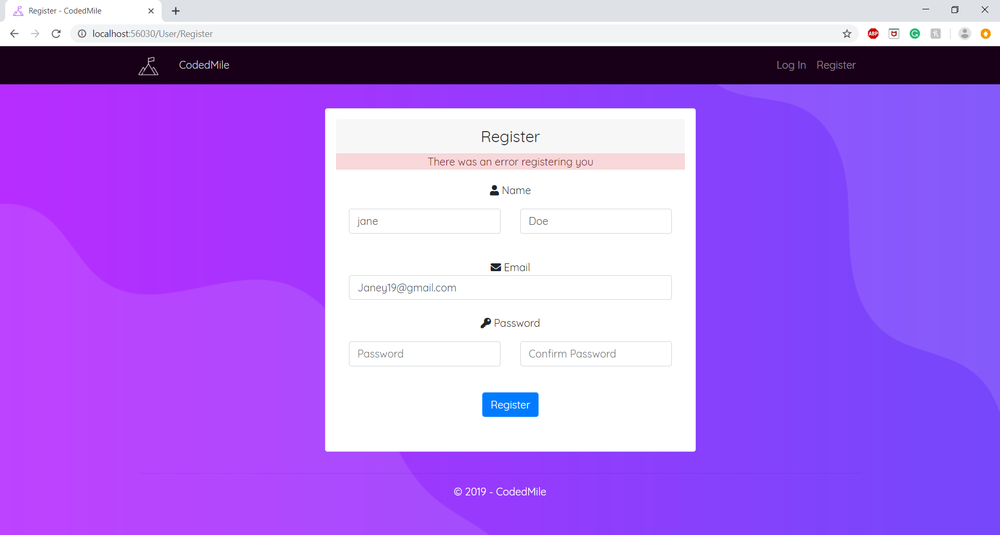 Register - CodedMile
localhost:56030/User/Register
ABP
CodedMile
Log In Register
Register
There was an error registering you
Name
jane Doe
Email
Janey19@gmail.com
Password
Password Confirm Password
Register
© 2019 - CodedMile